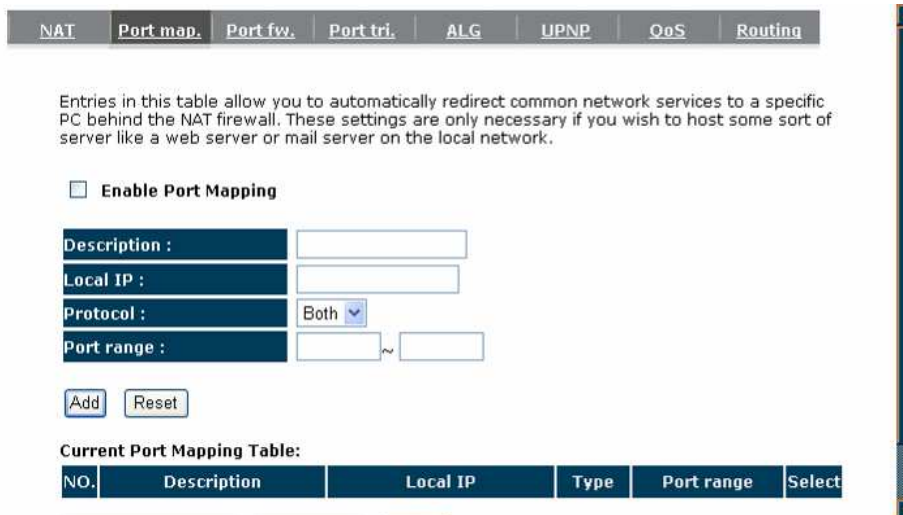 NAT Port map. Port fw. Port tri. ALG UPNP QoS Routing
Entries in this table allow you to automatically redirect common network services to a specific
PC behind the NAT firewall. These settings are only necessary if you wish to host some sort of
server like a web server or mail server on the local network.
Enable Port Mapping
Description :
Local IP :
Protocol : Both
Port range : ~
Add Reset
Current Port Mapping Table:
NO. Description Local IP Type Port range Select